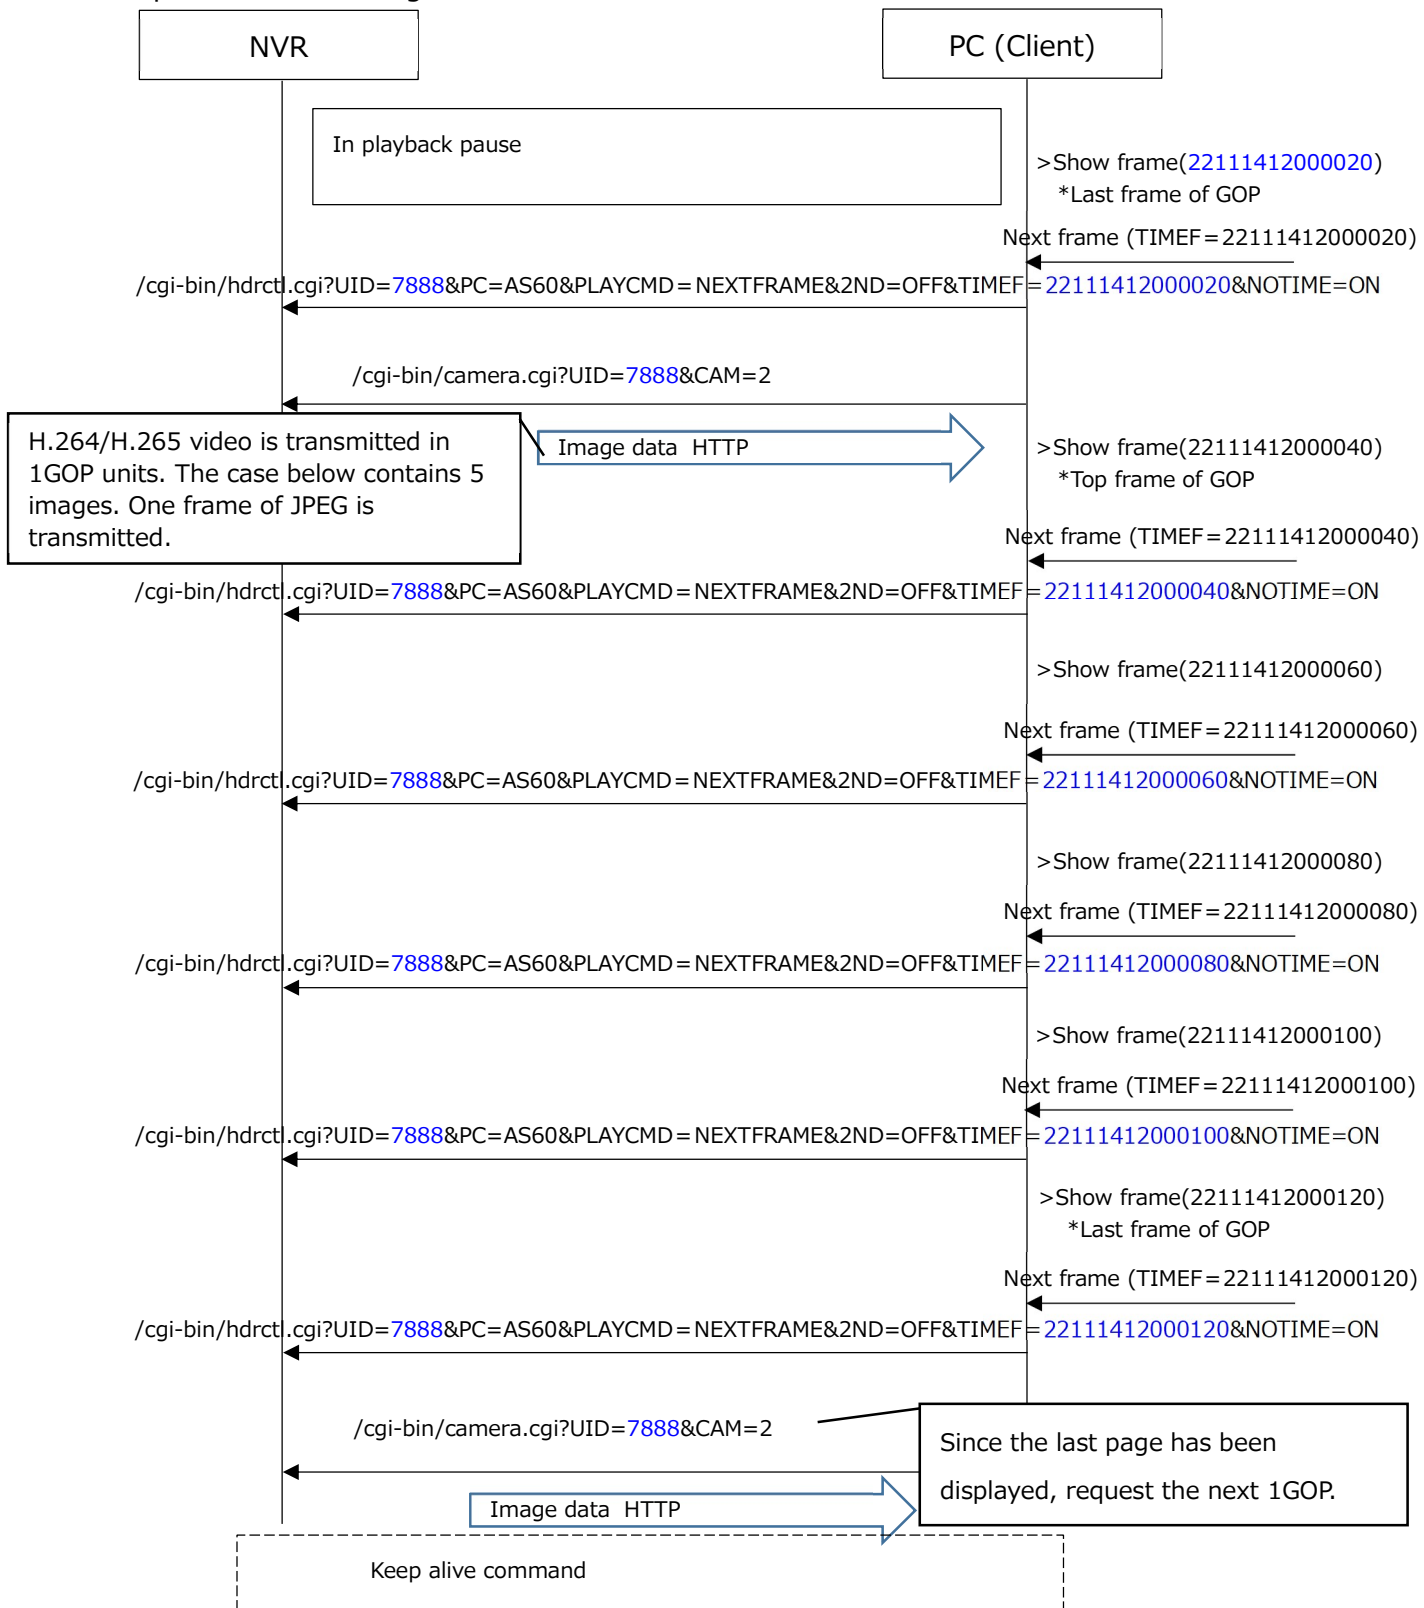 NVR
PC (Client)
In playback pause
>Show frame(22111412000020)
*Last frame of GOP
Next frame (TIMEF=22111412000020)
/cgi-bin/hdrctl.cgi?UID=7888&PC=AS60&PLAYCMD=NEXTFRAME&2ND=OFF&TIMEF=22111412000020&NOTIME=ON
/cgi-bin/camera.cgi?UID=7888&CAM=2
H.264/H.265 video is transmitted in
1GOP units. The case below contains 5
images. One frame of JPEG is
transmitted.
Image data HTTP
>Show frame(22111412000040)
*Top frame of GOP
Next frame (TIMEF=22111412000040)
/cgi-bin/hdrctl.cgi?UID=7888&PC=AS60&PLAYCMD=NEXTFRAME&2ND=OFF&TIMEF=22111412000040&NOTIME=ON
>Show frame(22111412000060)
Next frame (TIMEF=22111412000060)
/cgi-bin/hdrctl.cgi?UID=7888&PC=AS60&PLAYCMD=NEXTFRAME&2ND=OFF&TIMEF=22111412000060&NOTIME=ON
>Show frame(22111412000080)
Next frame (TIMEF=22111412000080)
/cgi-bin/hdrctl.cgi?UID=7888&PC=AS60&PLAYCMD=NEXTFRAME&2ND=OFF&TIMEF=22111412000080&NOTIME=ON
>Show frame(22111412000100)
Next frame (TIMEF=22111412000100)
/cgi-bin/hdrctl.cgi?UID=7888&PC=AS60&PLAYCMD=NEXTFRAME&2ND=OFF&TIMEF=22111412000100&NOTIME=ON
>Show frame(22111412000120)
*Last frame of GOP
Next frame (TIMEF=22111412000120)
/cgi-bin/hdrctl.cgi?UID=7888&PC=AS60&PLAYCMD=NEXTFRAME&2ND=OFF&TIMEF=22111412000120&NOTIME=ON
/cgi-bin/camera.cgi?UID=7888&CAM=2
Since the last page has been
displayed, request the next 1GOP.
Image data HTTP
Keep alive command